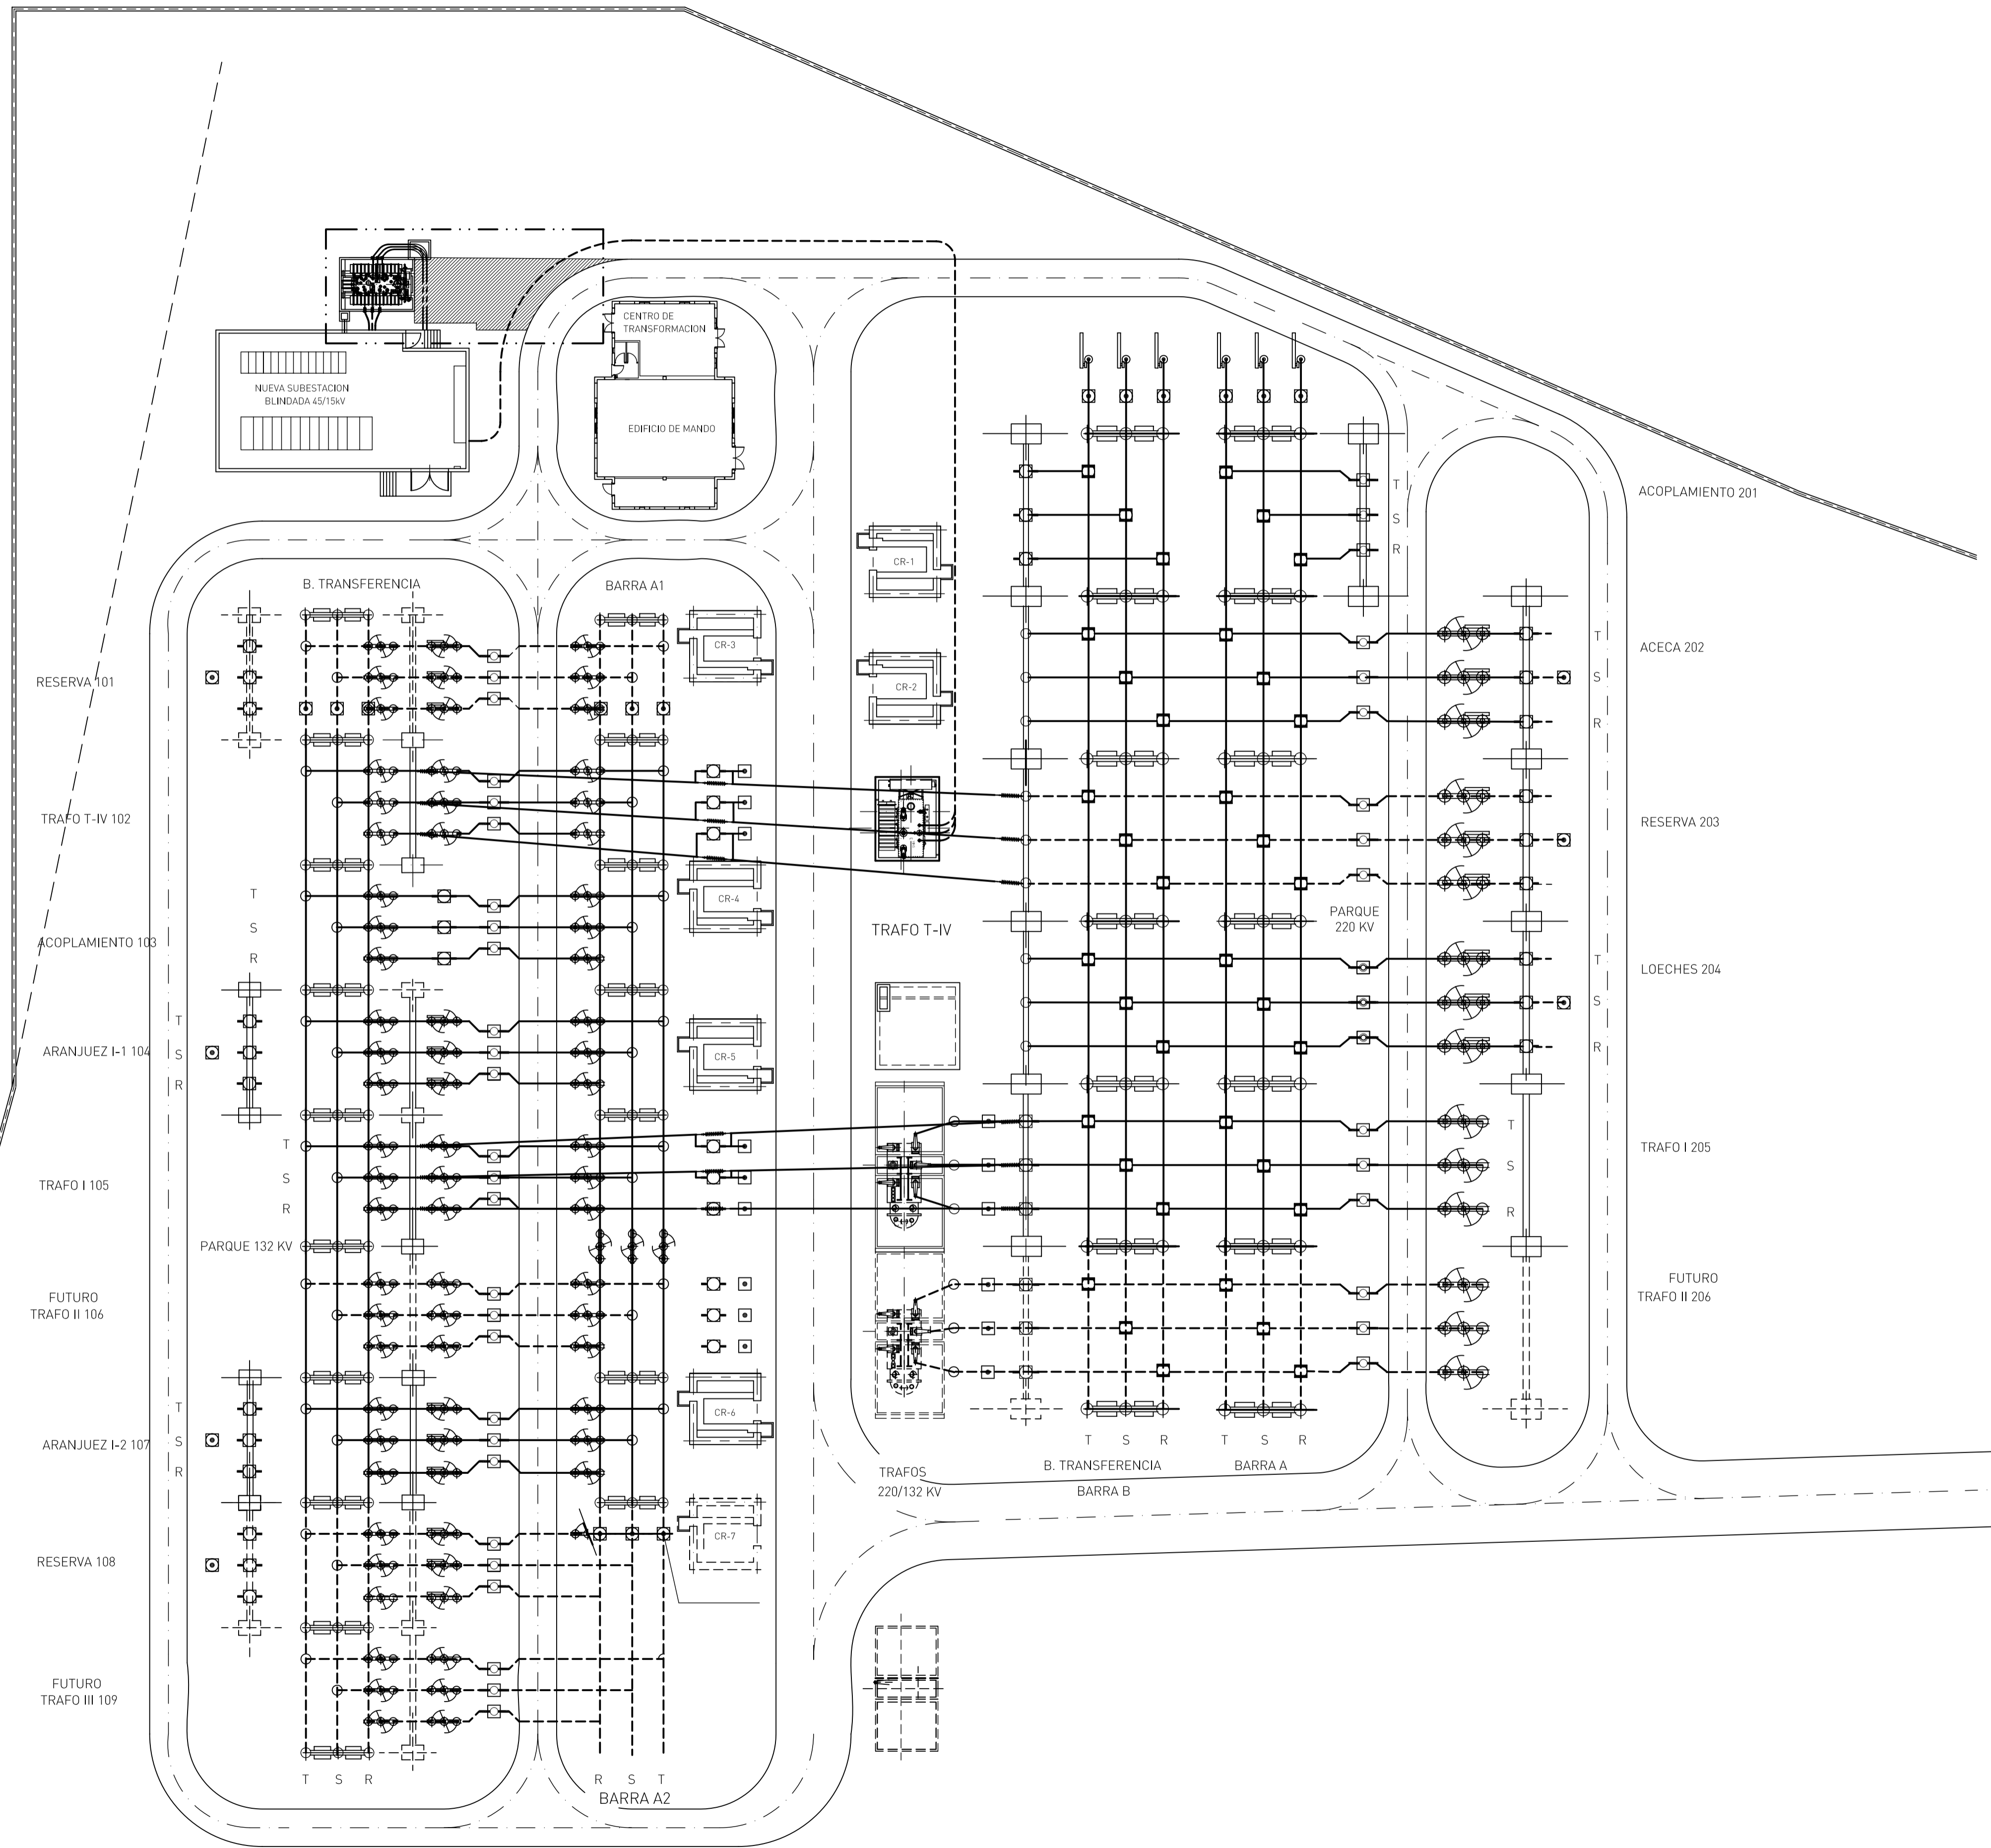 CENTRO DE
TRANSFORMACION
NUEVA SUBESTACION
BLINDADA 45/15kV
EDIFICIO DE MANDO
T
S
R
ACOPLAMIENTO 201
CR-1
B. TRANSFERENCIA
BARRA A1
CR-3
T
ACECA 202
RESERVA 101
CR-2
S
R
TRAFO T-IV 102
RESERVA 203
T
S
R
CR-4
PARQUE
220 KV
TRAFO T-IV
ACOPLAMIENTO 103
T
S
R
LOECHES 204
T
S
R
ARANJUEZ I-1 104
CR-5
T
S
R
TRAFO I 105
T
S
R
TRAFO I 205
PARQUE 132 KV
FUTURO
TRAFO II 106
FUTURO
TRAFO II 206
T
S
R
ARANJUEZ I-2 107
CR-6
T S R T S R
B. TRANSFERENCIA
BARRA A
BARRA B
TRAFOS
220/132 KV
RESERVA 108
CR-7
FUTURO
TRAFO III 109
T S R
R S T
BARRA A2